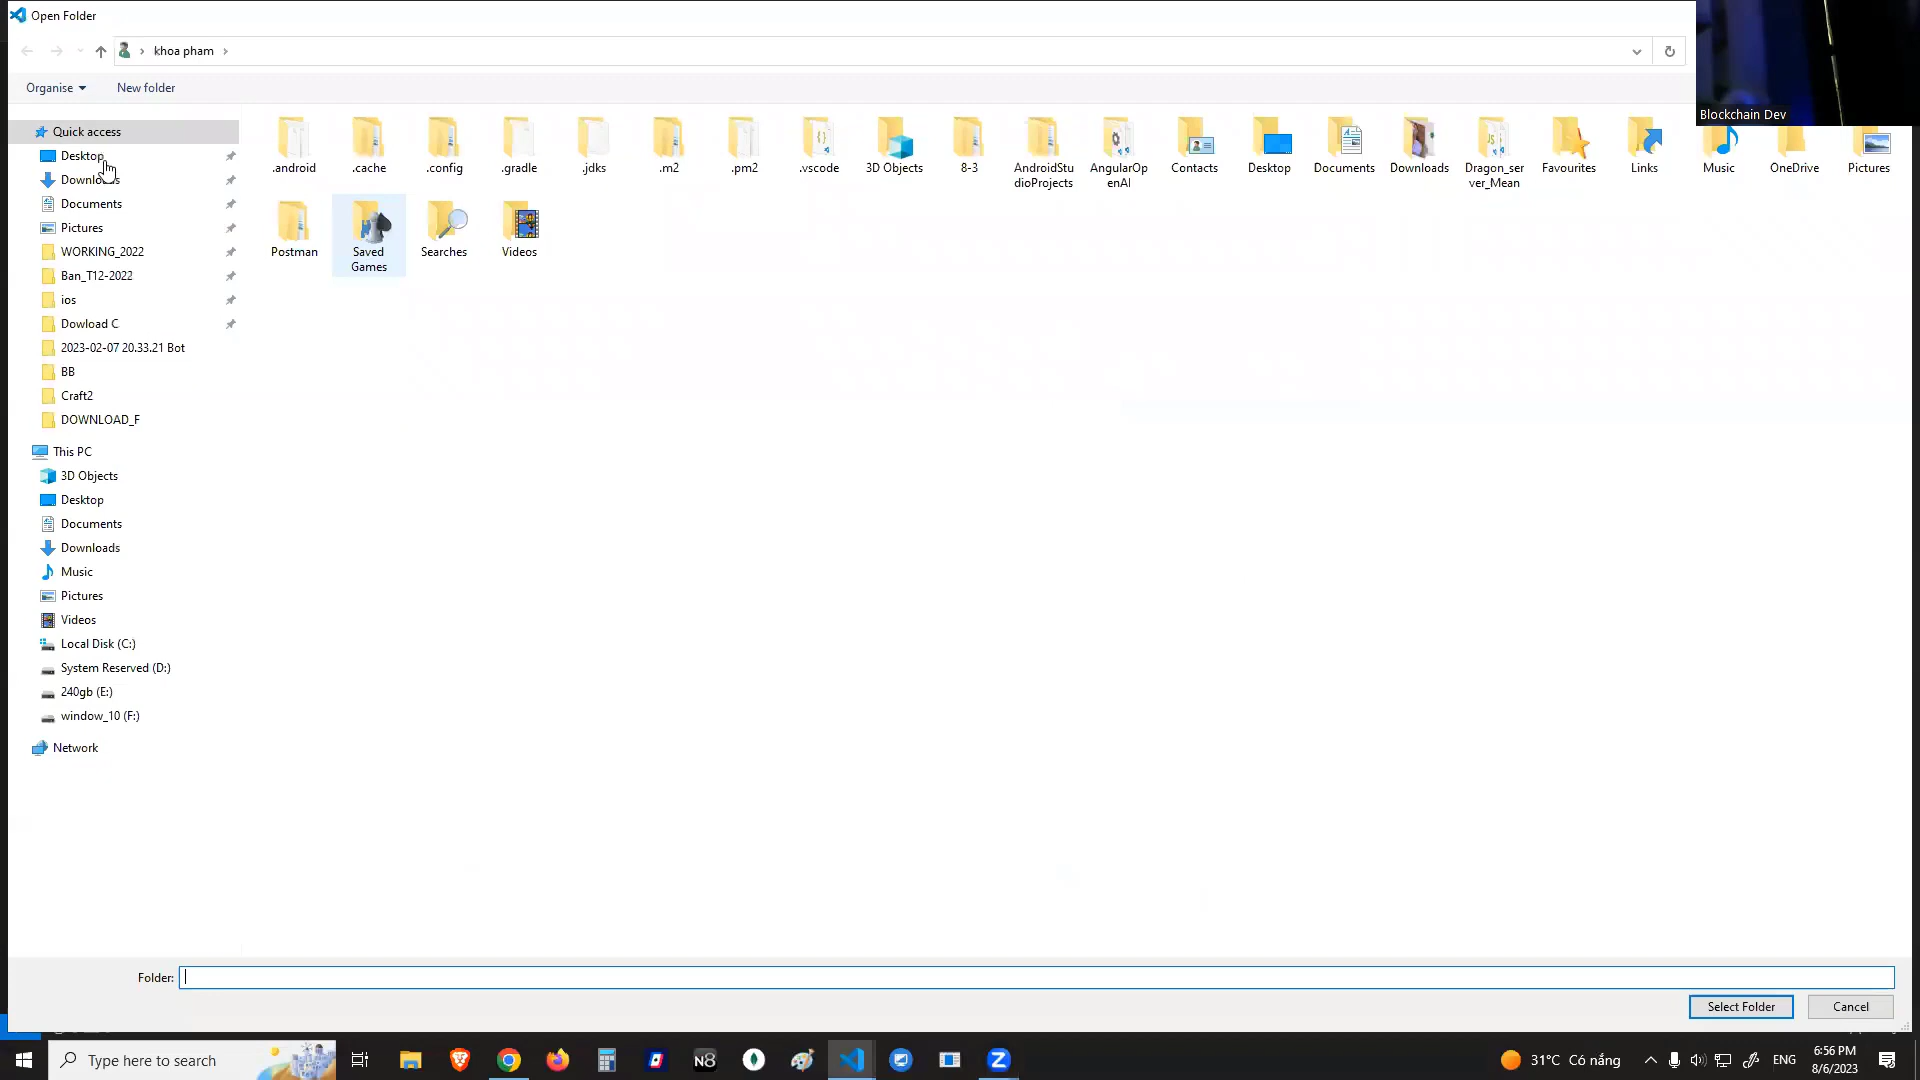 Open Folder
khoa pham
Organise
New folder
Blockchain Dev
Quick access
Desktop
Downloads
Documents
Pictures
WORKING_2022
Ban_T12-2022
ios
Dowload C
2023-02-07 20.33.21 Bot
BB
Craft2
DOWNLOAD_F
This PC
3D Objects
Desktop
Documents
Downloads
Music
Pictures
Videos
Local Disk (C:)
System Reserved (D:)
240gb (E:)
window_10 (F:)
Network
.android
.cache
.config
.gradle
.jdks
.m2
.pm2
.vscode
3D Objects
8-3
AndroidStu
dioProjects
AngularOp
enAI
Contacts
Desktop
Documents
Downloads
Dragon_ser
ver_Mean
Favourites
Links
Music
OneDrive
Pictures
Postman
Saved
Games
Searches
Videos
Folder:
Select Folder
Cancel
Type here to search
N8
31°C Có nắng
ENG
6:56 PM
8/6/2023